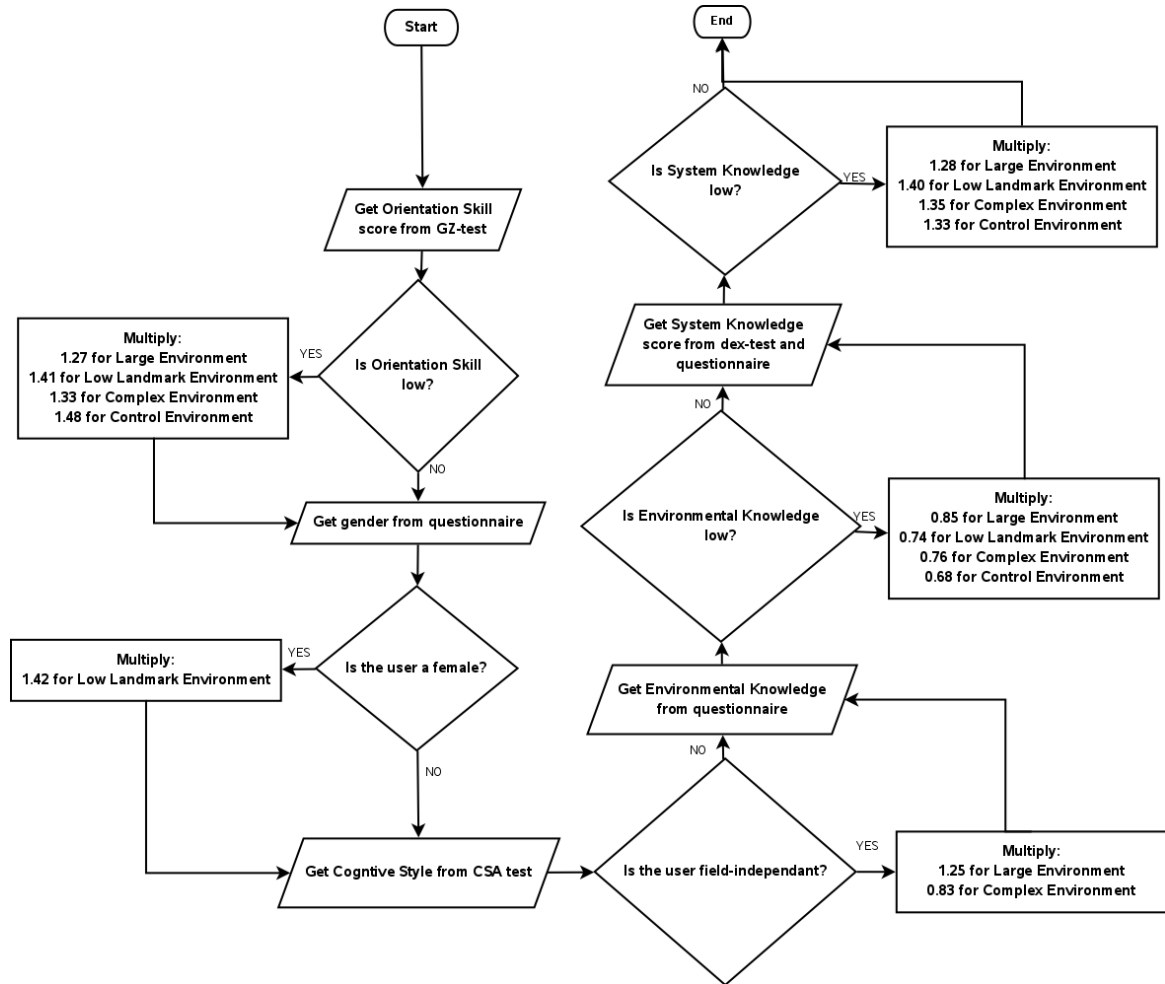 Start
Get Orientation Skill
score from GZ-test
Is Orientation Skill
low?
YES
Multiply:
1.27 for Large Environment
1.41 for Low Landmark Environment
1.33 for Complex Environment
1.48 for Control Environment
NO
Get gender from questionnaire
Is the user a female?
YES
Multiply:
1.42 for Low Landmark Environment
NO
Get Cogntive Style from CSA test
Is the user field-independant?
YES
Multiply:
1.25 for Large Environment
0.83 for Complex Environment
NO
Get Environmental Knowledge
from questionnaire
Is Environmental Knowledge
low?
YES
Multiply:
0.85 for Large Environment
0.74 for Low Landmark Environment
0.76 for Complex Environment
0.68 for Control Environment
NO
Get System Knowledge
score from dex-test and
questionnaire
Is System Knowledge
low?
YES
Multiply:
1.28 for Large Environment
1.40 for Low Landmark Environment
1.35 for Complex Environment
1.33 for Control Environment
NO
End